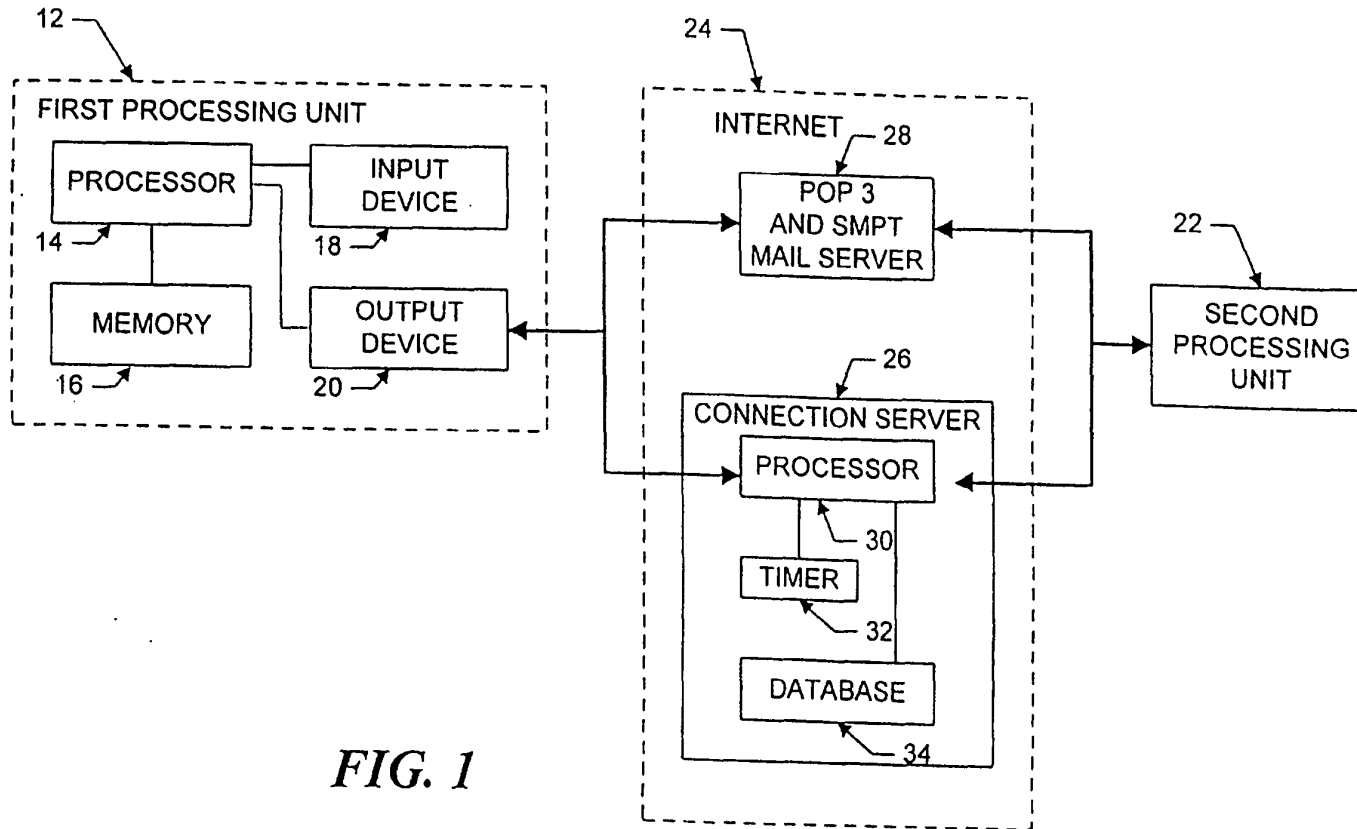 12
24
FIRST PROCESSING UNIT
PROCESSOR
14
INPUT
DEVICE
18
MEMORY
16
OUTPUT
DEVICE
20
INTERNET
28
POP 3
AND SMPT
MAIL SERVER
22
SECOND
PROCESSING
UNIT
26
CONNECTION SERVER
PROCESSOR
30
TIMER
32
DATABASE
34
FIG. 1